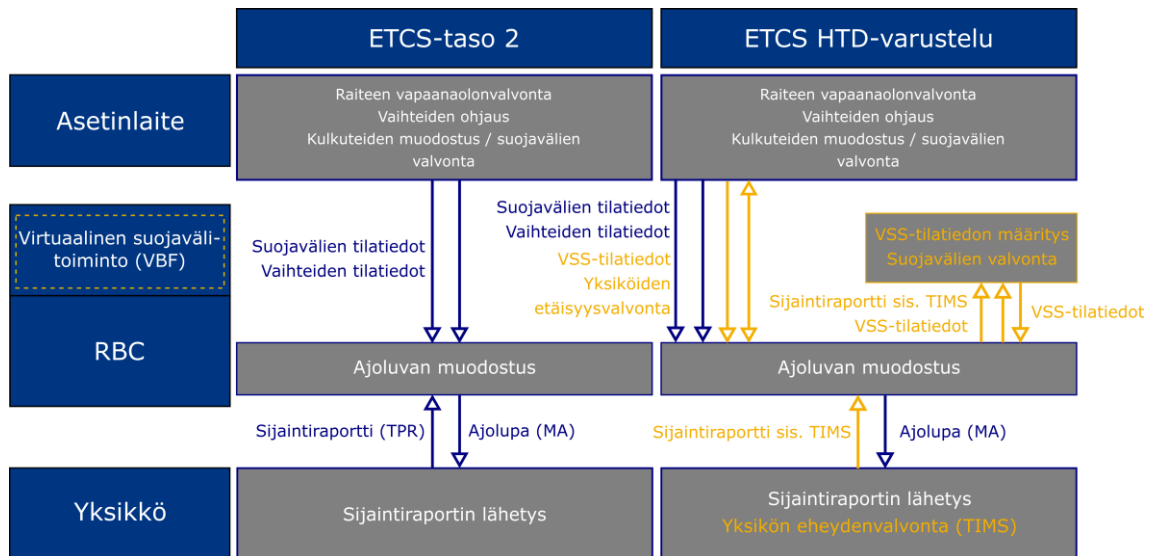 ETCS-taso 2
ETCS HTD-varustelu
Asetinlaite
Raiteen vapaanaolonvalvonta
Vaihteiden ohjaus
Kulkuteiden muodostus / suojavälien
valvonta
Raiteen vapaanaolonvalvonta
Vaihteiden ohjaus
Kulkuteiden muodostus / suojavälien
valvonta
Virtuaalinen suojaväli-
toiminto (VBF)
Suojavälien tilatiedot
Vaihteiden tilatiedot
Suojavälien tilatiedot
Vaihteiden tilatiedot
VSS-tilatiedot
Yksiköiden
etäisyysvalvonta
VSS-tilatiedon määritys
Suojavälien valvonta
Sijaintiraportti sis. TIMS
VSS-tilatiedot
VSS-tilatiedot
RBC
Ajoluvan muodostus
Ajoluvan muodostus
Sijaintiraportti (TPR)
Ajolupa (MA)
Sijaintiraportti sis. TIMS
Ajolupa (MA)
Yksikkö
Sijaintiraportin lähetys
Sijaintiraportin lähetys
Yksikön eheydenvalvonta (TIMS)